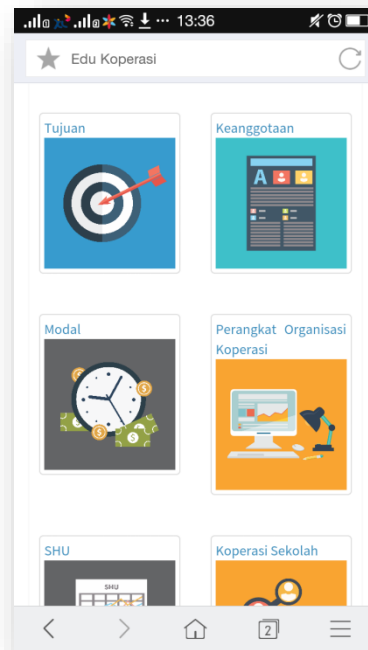 13:36
Edu Koperasi
Tujuan
Keanggotaan
A
Modal
Perangkat Organisasi
Koperasi
SHU
Koperasi Sekolah
SHU
2